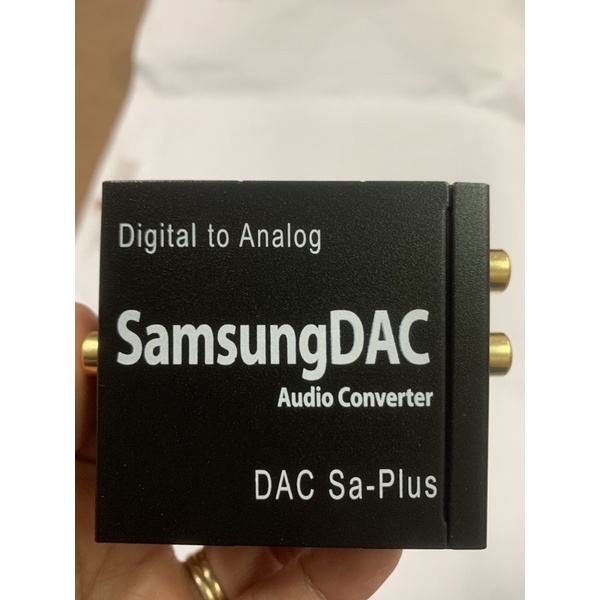 Digital to Analog
SamsungDAC
Audio Converter
DAC Sa-Plus